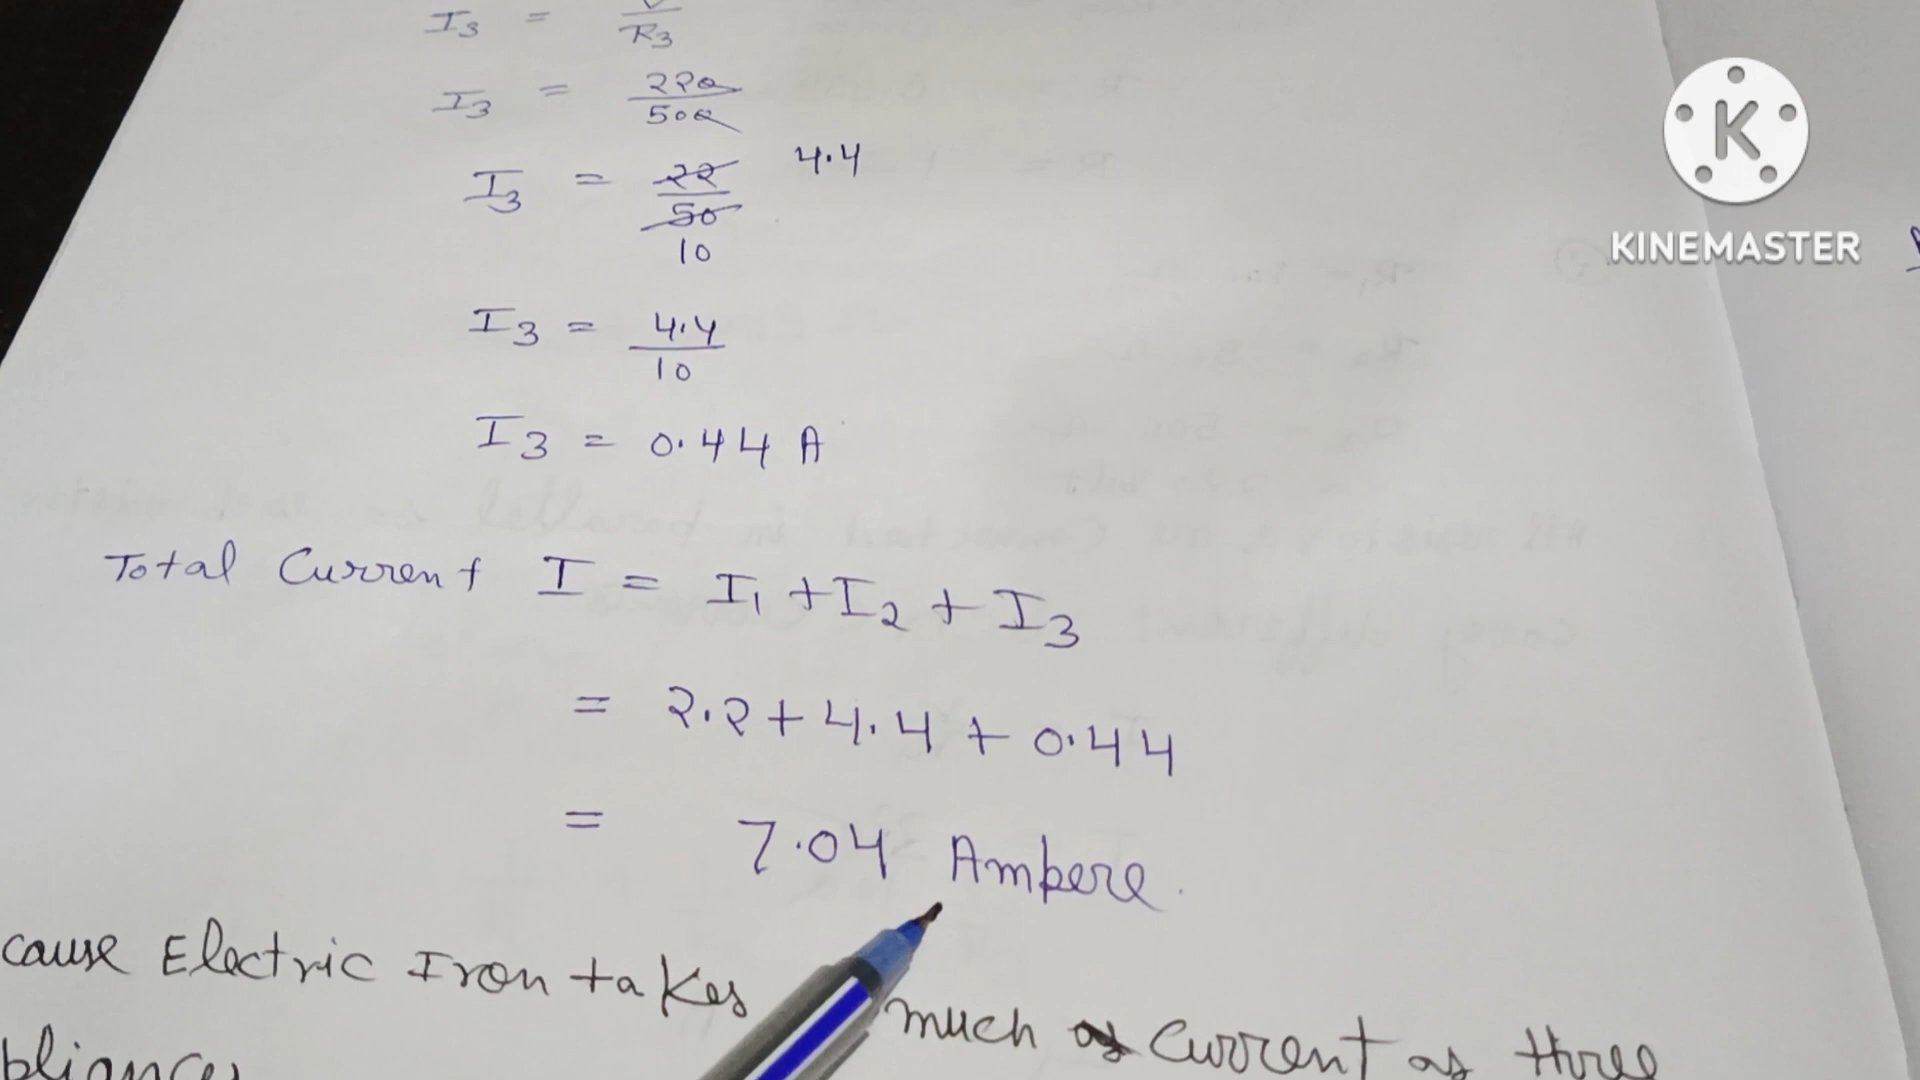 I3 = V/R3
I3 = 220/500
I3 = 22/50 4.4
10
I3 = 4.4/10
I3 = 0.44 A
Total Current I = I1 + I2 + I3
= 2.2 + 4.4 + 0.44
= 7.04 Ampere.
cause Electric Iron takes much as Current as three
pliances
K
KINEMASTER